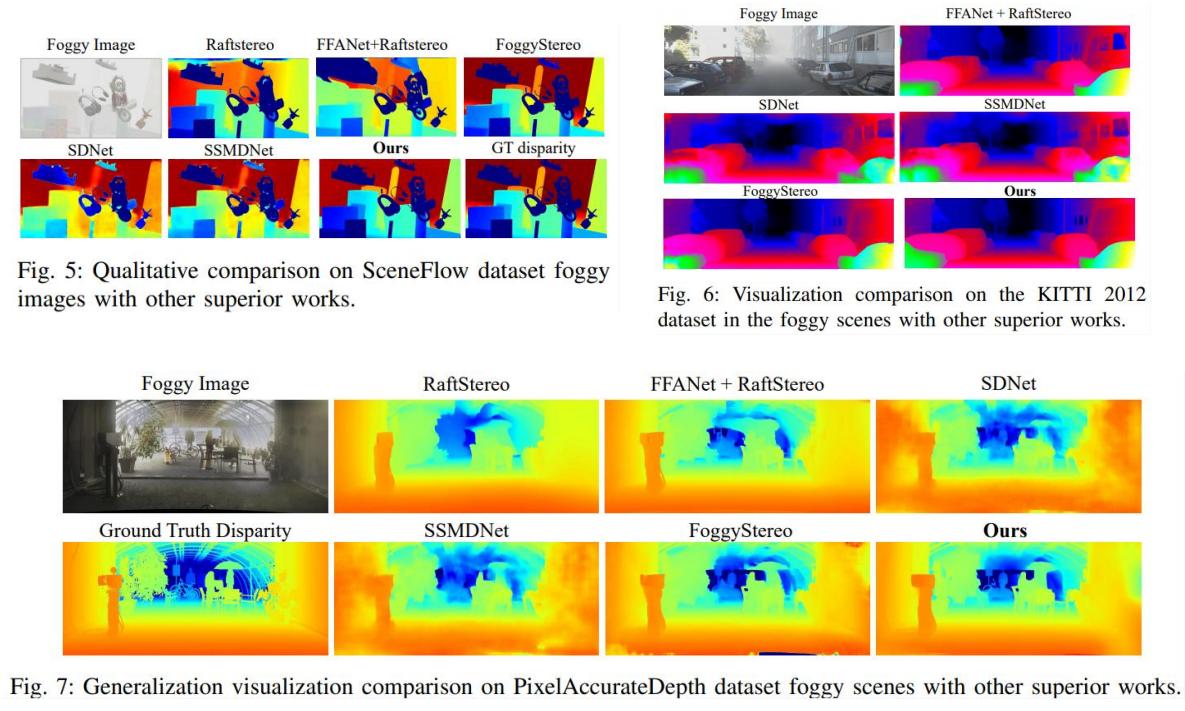 Foggy Image
Raftstereo
FFANet+Raftstereo
FoggyStereo
SDNet
SSMDNet
Ours
GT disparity
Fig. 5: Qualitative comparison on SceneFlow dataset foggy
images with other superior works.
Foggy Image
FFANet + RaftStereo
SDNet
SSMDNet
FoggyStereo
Ours
Fig. 6: Visualization comparison on the KITTI 2012
dataset in the foggy scenes with other superior works.
Foggy Image
RaftStereo
FFANet + RaftStereo
SDNet
Ground Truth Disparity
SSMDNet
FoggyStereo
Ours
Fig. 7: Generalization visualization comparison on PixelAccurateDepth dataset foggy scenes with other superior works.